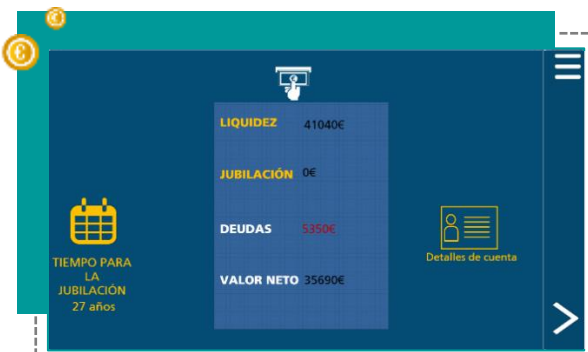 LIQUIDEZ 41040€
JUBILACIÓN 0€
DEUDAS 5350€
VALOR NETO 35690€
TIEMPO PARA
LA
JUBILACIÓN
27 años
Detalles de cuenta